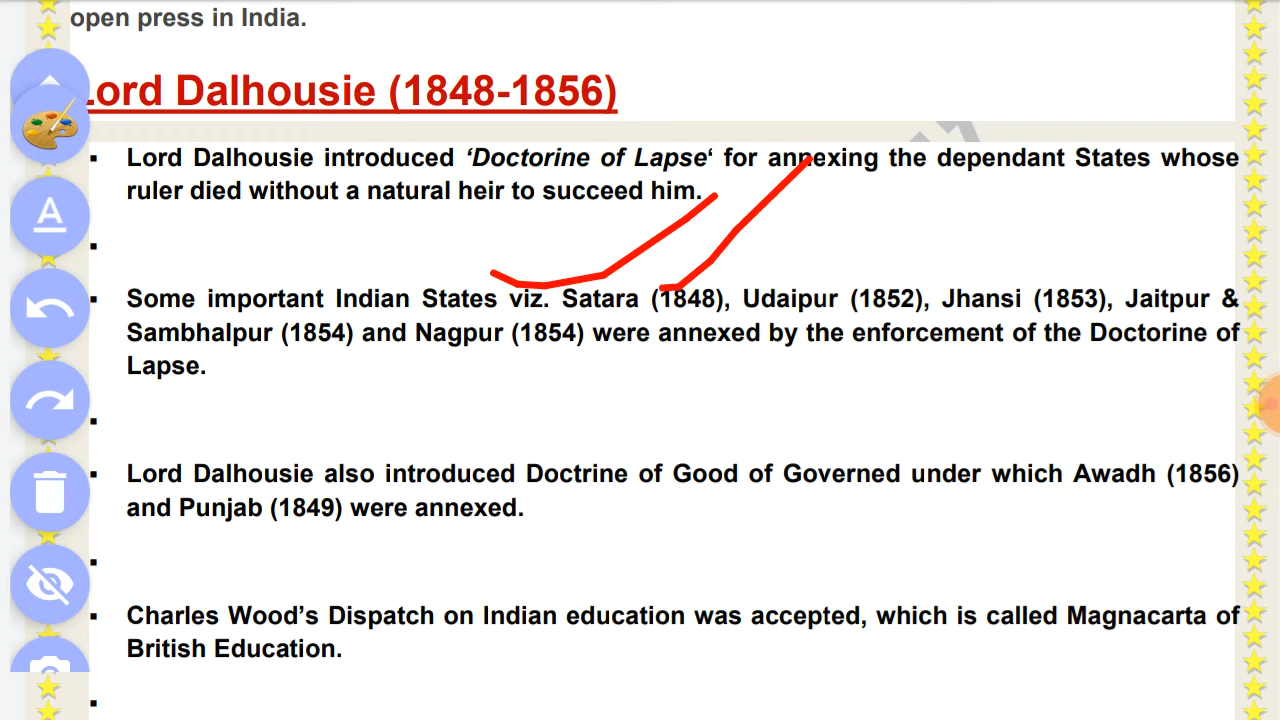 open press in India.
Lord Dalhousie (1848-1856)
▪ Lord Dalhousie introduced ‘Doctorine of Lapse‘ for annexing the dependant States whose
ruler died without a natural heir to succeed him.
▪
▪ Some important Indian States viz. Satara (1848), Udaipur (1852), Jhansi (1853), Jaitpur &
Sambhalpur (1854) and Nagpur (1854) were annexed by the enforcement of the Doctorine of
Lapse.
▪
▪ Lord Dalhousie also introduced Doctrine of Good of Governed under which Awadh (1856)
and Punjab (1849) were annexed.
▪
▪ Charles Wood’s Dispatch on Indian education was accepted, which is called Magnacarta of
British Education.
▪